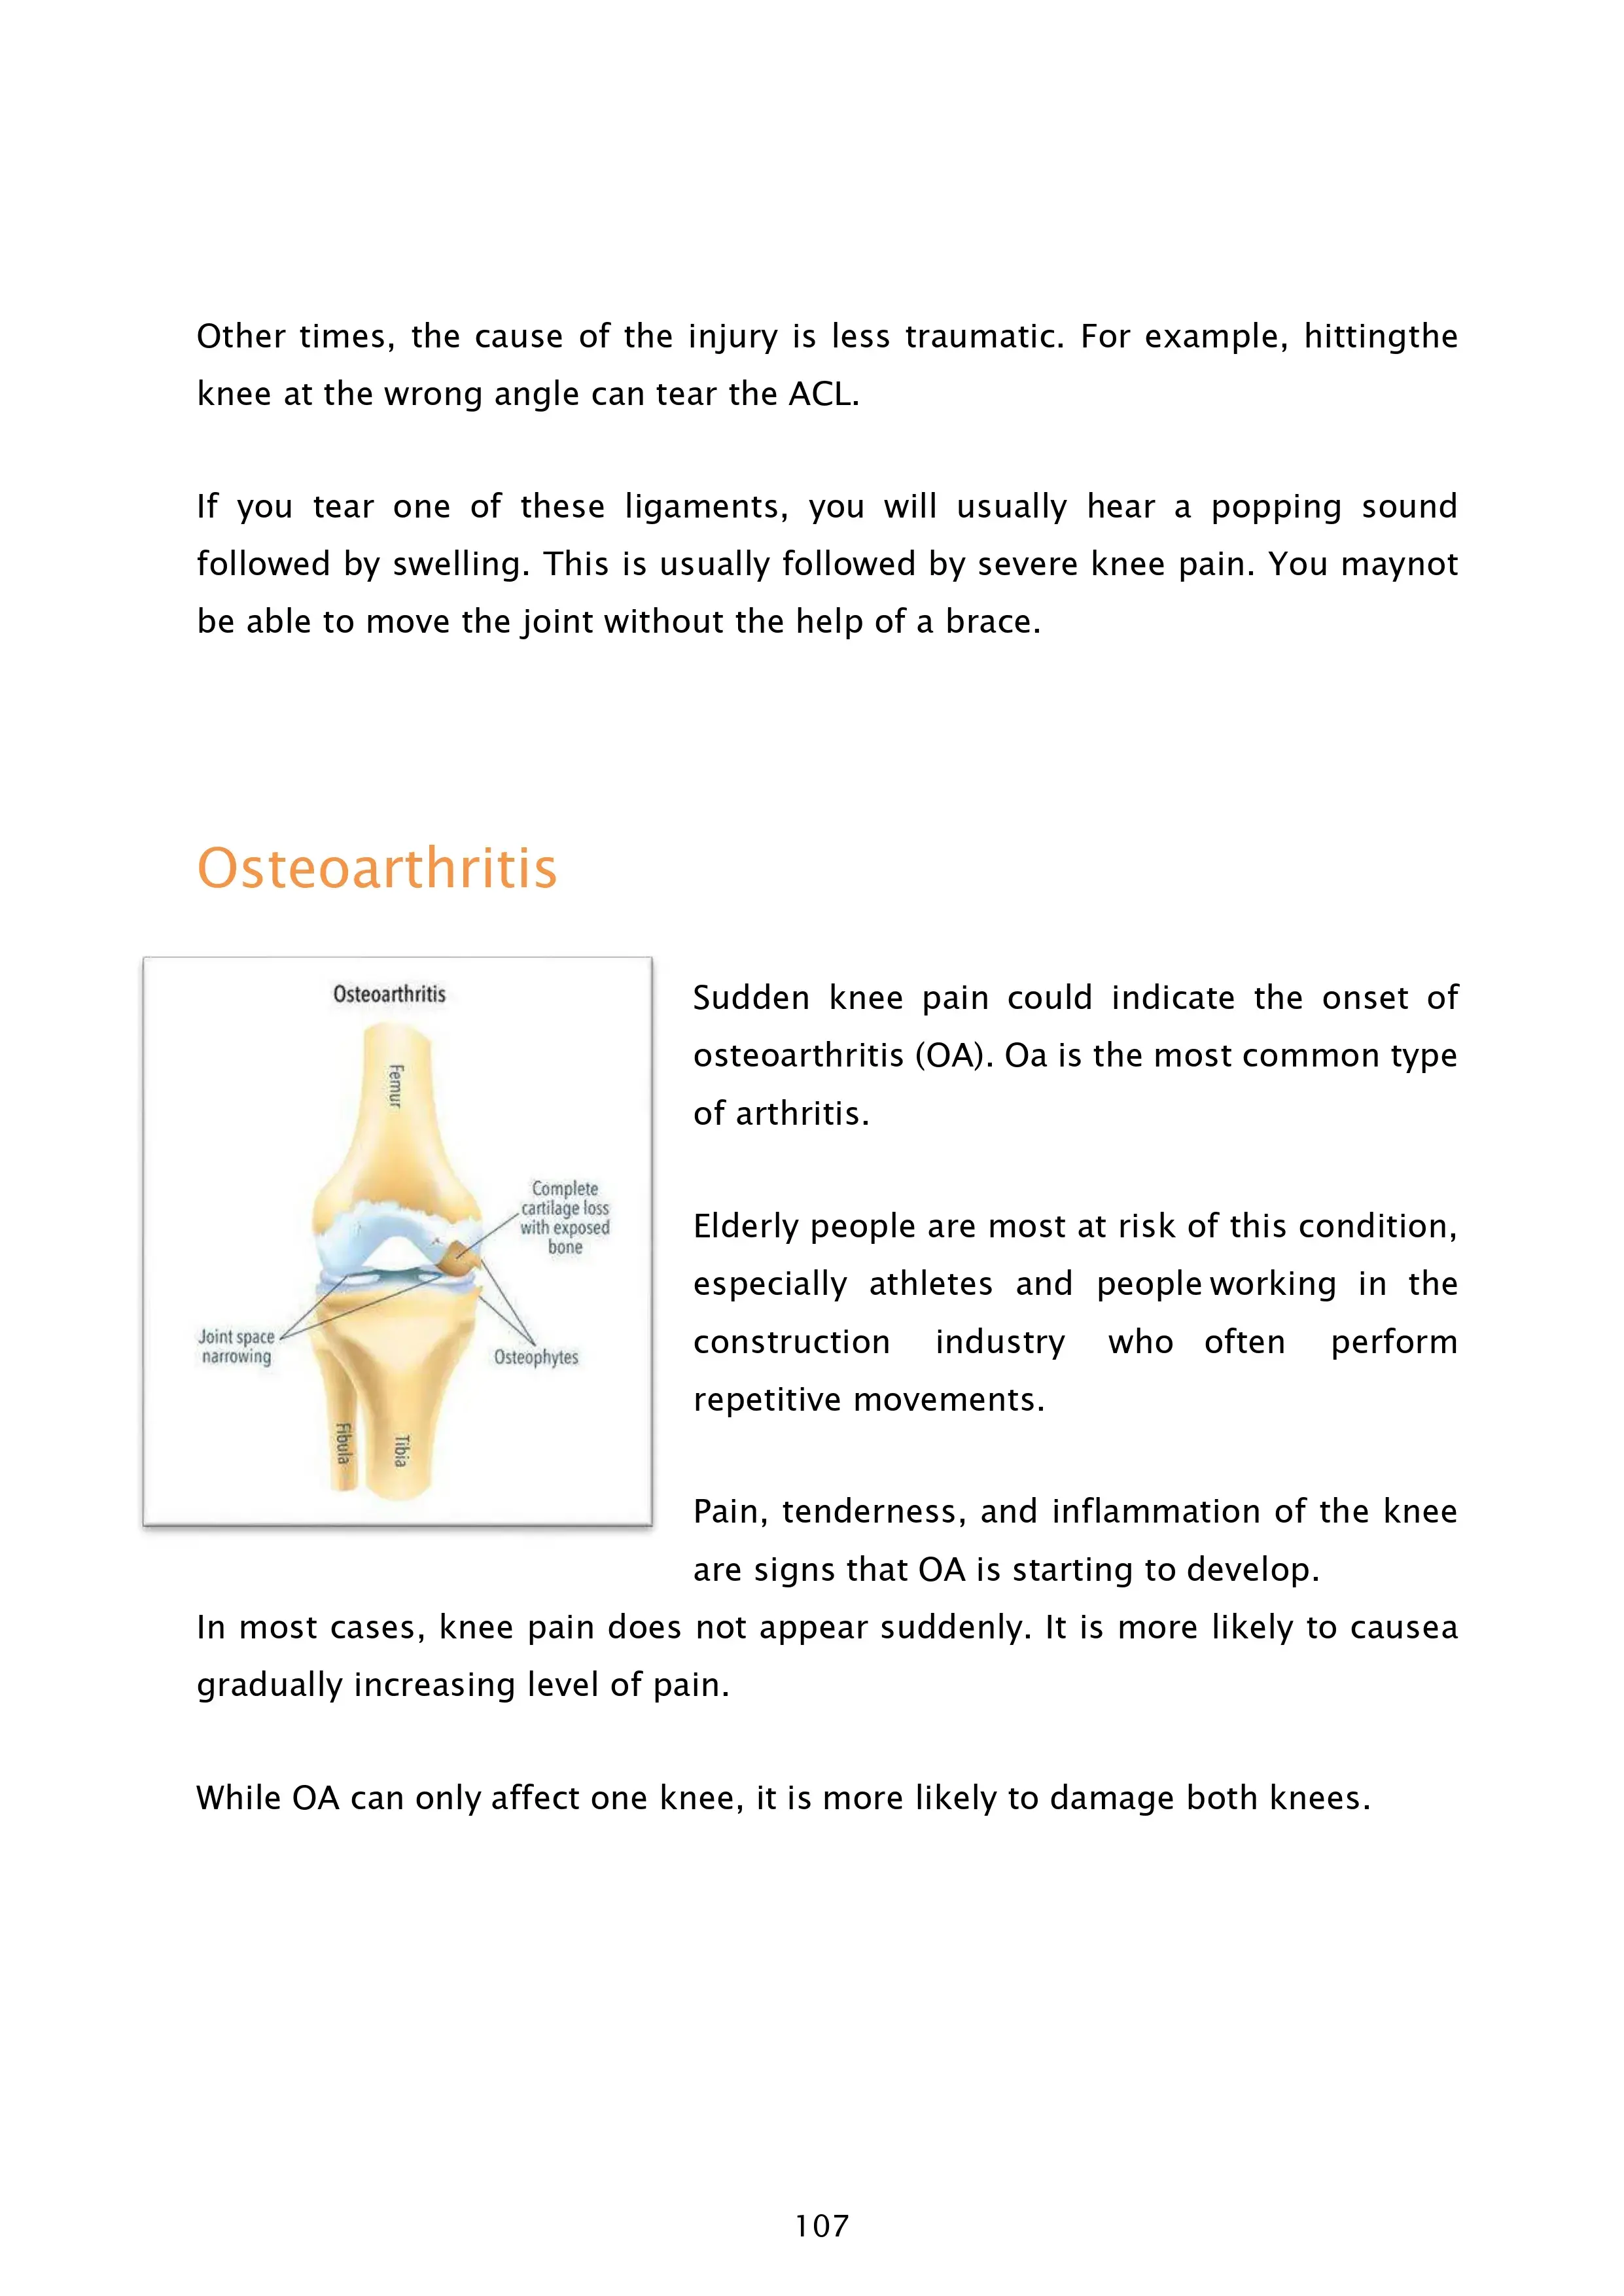 Other times, the cause of the injury is less traumatic. For example, hittingthe
knee at the wrong angle can tear the ACL.
If you tear one of these ligaments, you will usually hear a popping sound
followed by swelling. This is usually followed by severe knee pain. You maynot
be able to move the joint without the help of a brace.
Osteoarthritis
Osteoarthritis
Femur
Complete
cartilage loss
with exposed
bone
Joint space
narrowing
Osteophytes
Fibula
Tibia
Sudden knee pain could indicate the onset of
osteoarthritis (OA). Oa is the most common type
of arthritis.
Elderly people are most at risk of this condition,
especially athletes and people working in the
construction industry who often perform
repetitive movements.
Pain, tenderness, and inflammation of the knee
are signs that OA is starting to develop.
In most cases, knee pain does not appear suddenly. It is more likely to causea
gradually increasing level of pain.
While OA can only affect one knee, it is more likely to damage both knees.
107